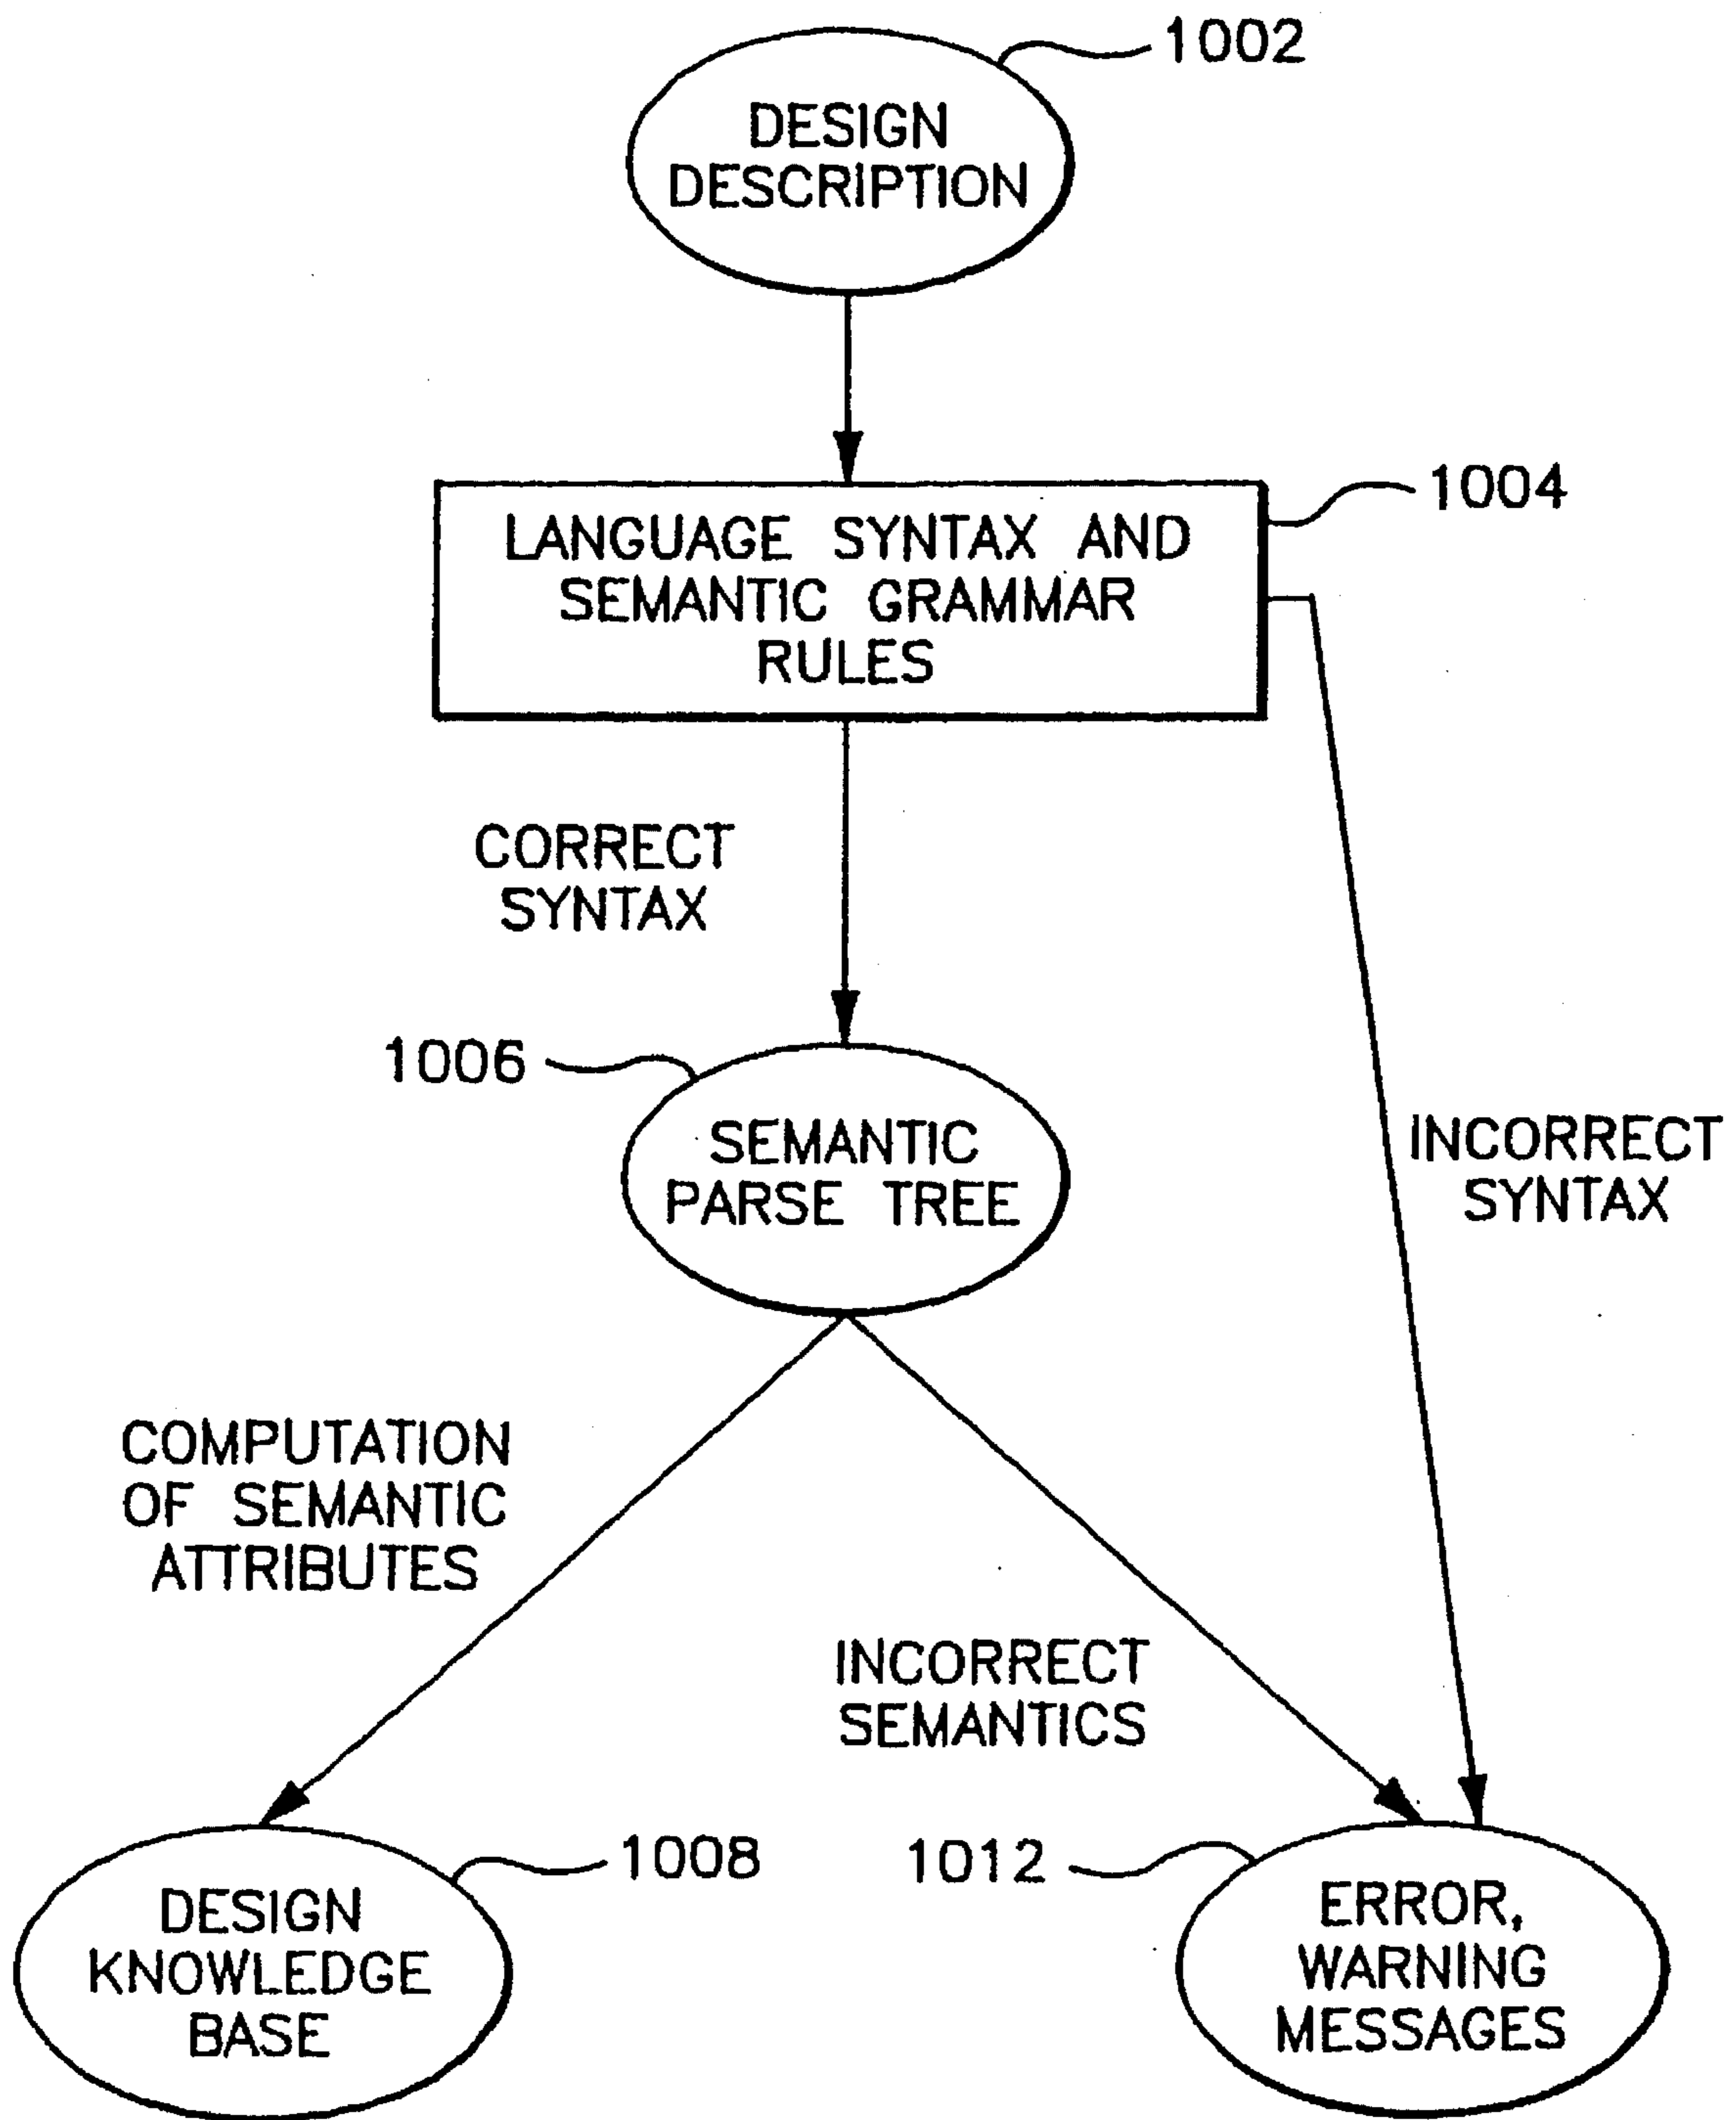 1002
DESIGN
DESCRIPTION
1004
LANGUAGE SYNTAX AND
SEMANTIC GRAMMAR
RULES
CORRECT
SYNTAX
1006
SEMANTIC
PARSE TREE
INCORRECT
SYNTAX
COMPUTATION
OF SEMANTIC
ATTRIBUTES
INCORRECT
SEMANTICS
1008
DESIGN
KNOWLEDGE
BASE
1012
ERROR,
WARNING
MESSAGES